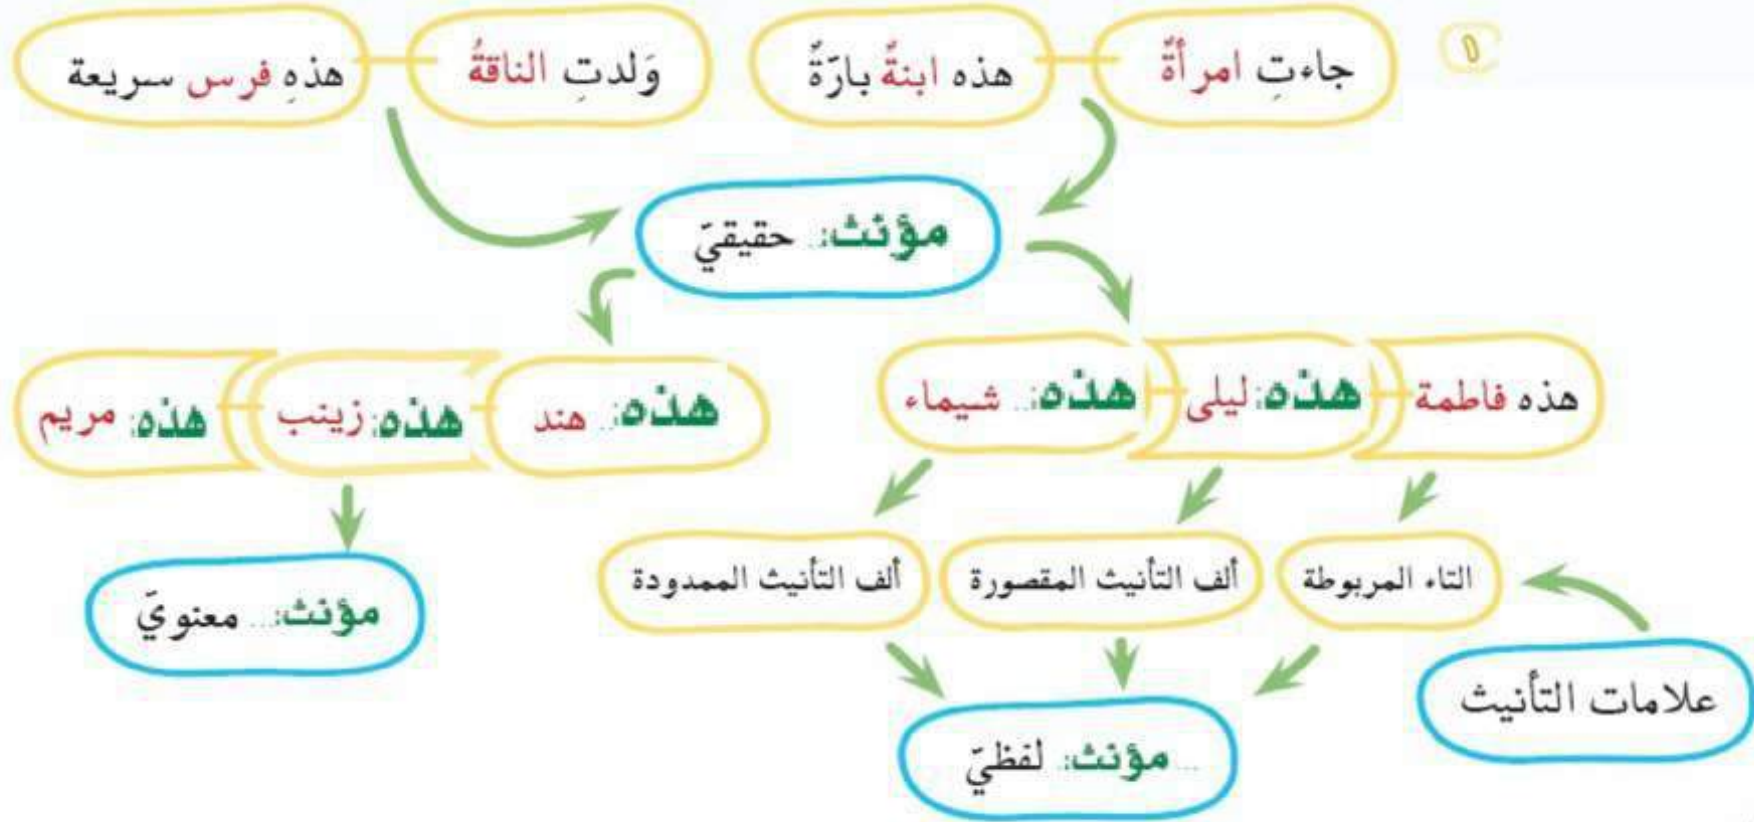 ١
جاءتِ امرأةٌ
هذه ابنةٌ بارّةٌ
وَلدتِ الناقةُ
هذهِ فرس سريعة
مؤنث: حقيقيّ
هذه فاطمة
هذه: ليلى
هذه: شيماء
هذه: هند
هذه: زينب
هذه: مريم
التاء المربوطة
ألف التأنيث المقصورة
ألف التأنيث الممدودة
مؤنث: معنويّ
علامات التأنيث
مؤنث: لفظيّ